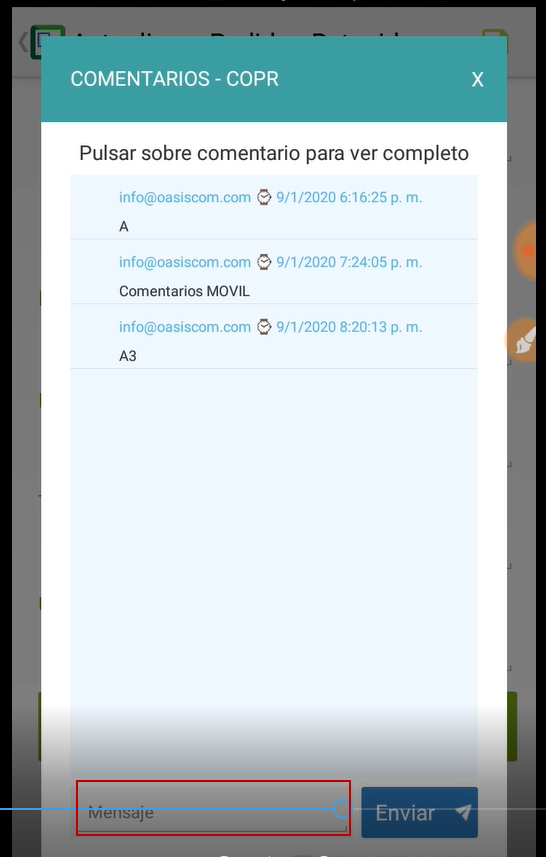 COMENTARIOS - COPR X
Pulsar sobre comentario para ver completo
info@oasiscom.com 9/1/2020 6:16:25 p. m.
A
info@oasiscom.com 9/1/2020 7:24:05 p. m.
Comentarios MOVIL
info@oasiscom.com 9/1/2020 8:20:13 p. m.
A3
Mensaje
Enviar